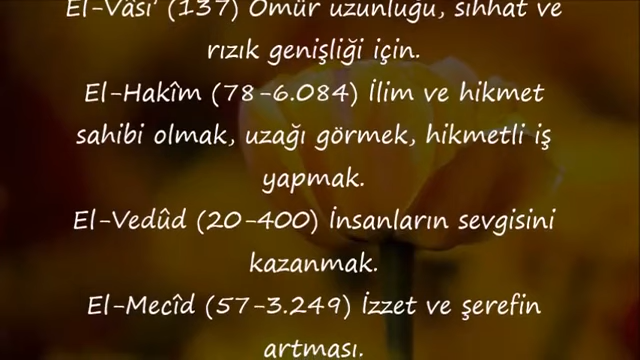 El-Vâsi' (137) Ömür uzunluğu, sıhhat ve
rızık genişliği için.
El-Hakîm (78-6.084) İlim ve hikmet
sahibi olmak, uzağı görmek, hikmetli iş
yapmak.
El-Vedûd (20-400) İnsanların sevgisini
kazanmak.
El-Mecîd (57-3.249) İzzet ve şerefin
artması.